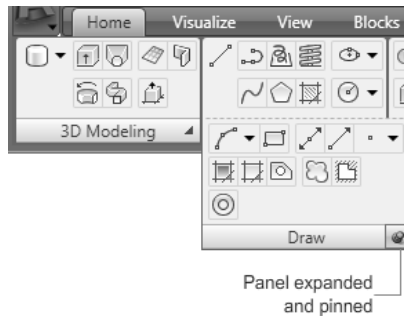 Home Visualize View Blocks
3D Modeling
Draw
Panel expanded
and pinned